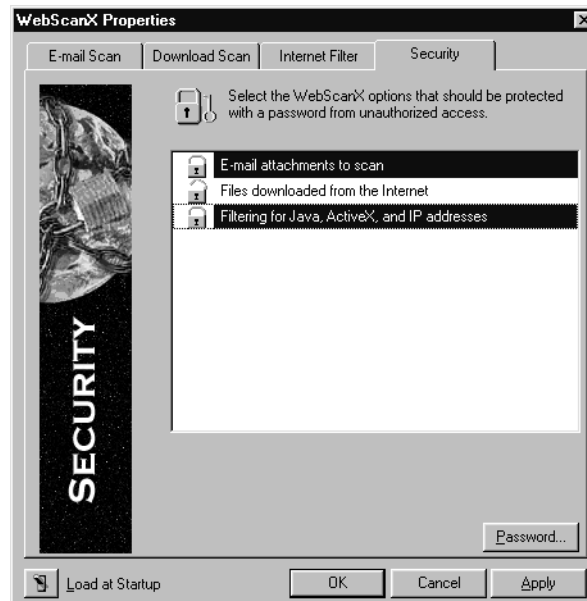 WebScanX Properties
E-mail Scan
Download Scan
Internet Filter
Security
Select the WebScanX options that should be protected
with a password from unauthorized access.
E-mail attachments to scan
Files downloaded from the Internet
Filtering for Java, ActiveX, and IP addresses
SECURITY
Password...
Load at Startup
OK
Cancel
Apply